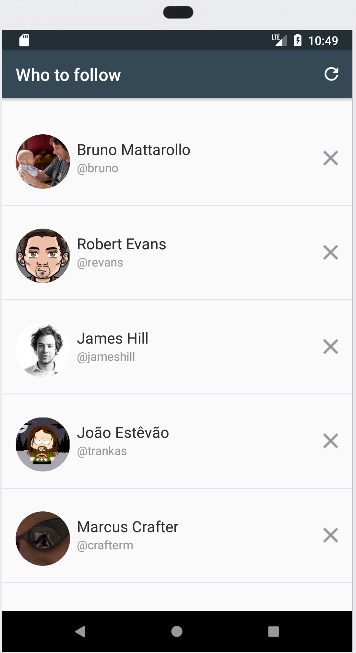 LTE 10:49
Who to follow
Bruno Mattarollo
@bruno
Robert Evans
@revans
James Hill
@jameshill
João Estêvão
@trankas
Marcus Crafter
@crafterm